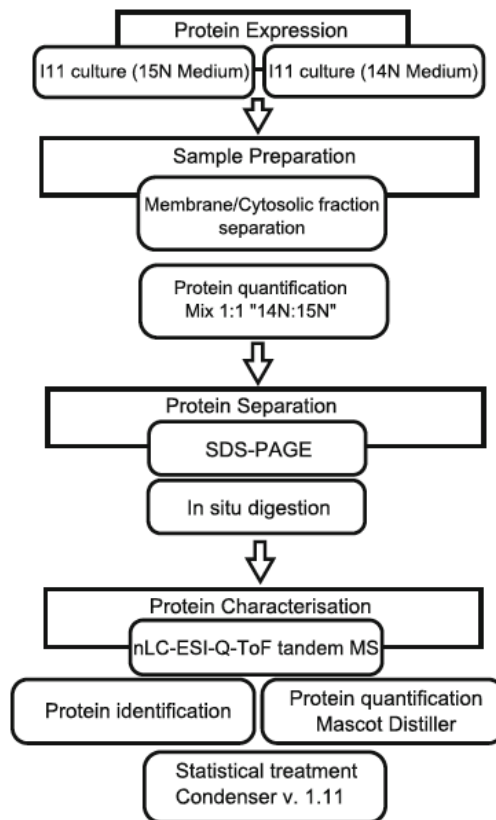 Protein Expression
I11 culture (15N Medium)
I11 culture (14N Medium)
Sample Preparation
Membrane/Cytosolic fraction
separation
Protein quantification
Mix 1:1 "14N:15N"
Protein Separation
SDS-PAGE
In situ digestion
Protein Characterisation
nLC-ESI-Q-ToF tandem MS
Protein identification
Protein quantification
Mascot Distiller
Statistical treatment
Condenser v. 1.11